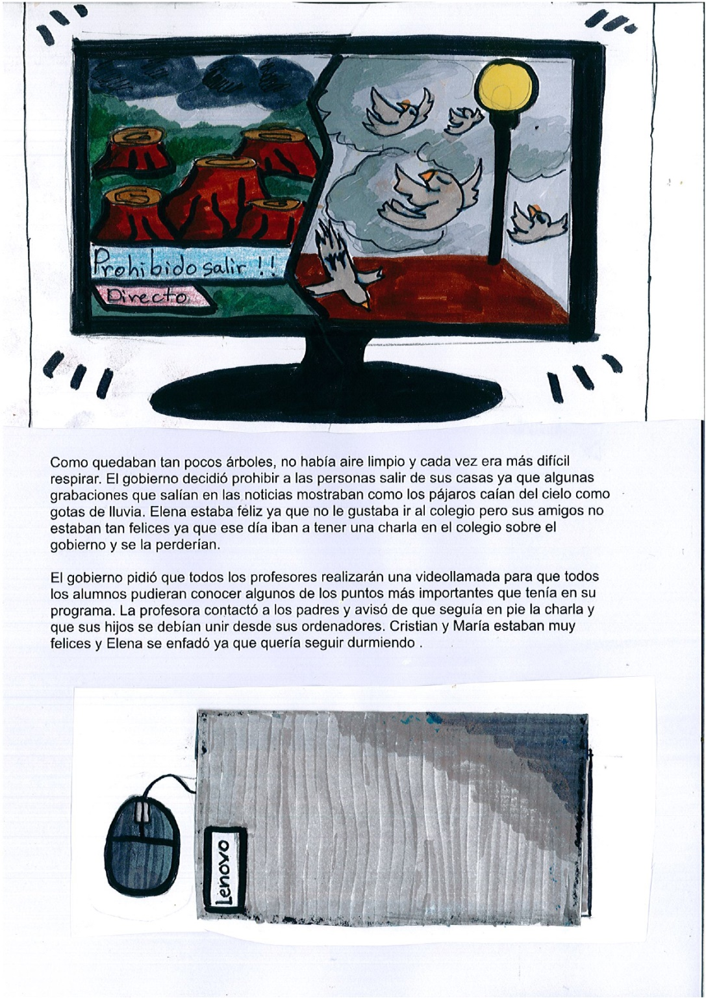 Prohibido salir !!
Directo
Como quedaban tan pocos árboles, no había aire limpio y cada vez era más difícil
respirar. El gobierno decidió prohibir a las personas salir de sus casas ya que algunas
grabaciones que salían en las noticias mostraban como los pájaros caían del cielo como
gotas de lluvia. Elena estaba feliz ya que no le gustaba ir al colegio pero sus amigos no
estaban tan felices ya que ese día iban a tener una charla en el colegio sobre el
gobierno y se la perderían.
El gobierno pidió que todos los profesores realizarán una videollamada para que todos
los alumnos pudieran conocer algunos de los puntos más importantes que tenía en su
programa. La profesora contactó a los padres y avisó de que seguía en pie la charla y
que sus hijos se debían unir desde sus ordenadores. Cristian y María estaban muy
felices y Elena se enfadó ya que quería seguir durmiendo .
Lenovo